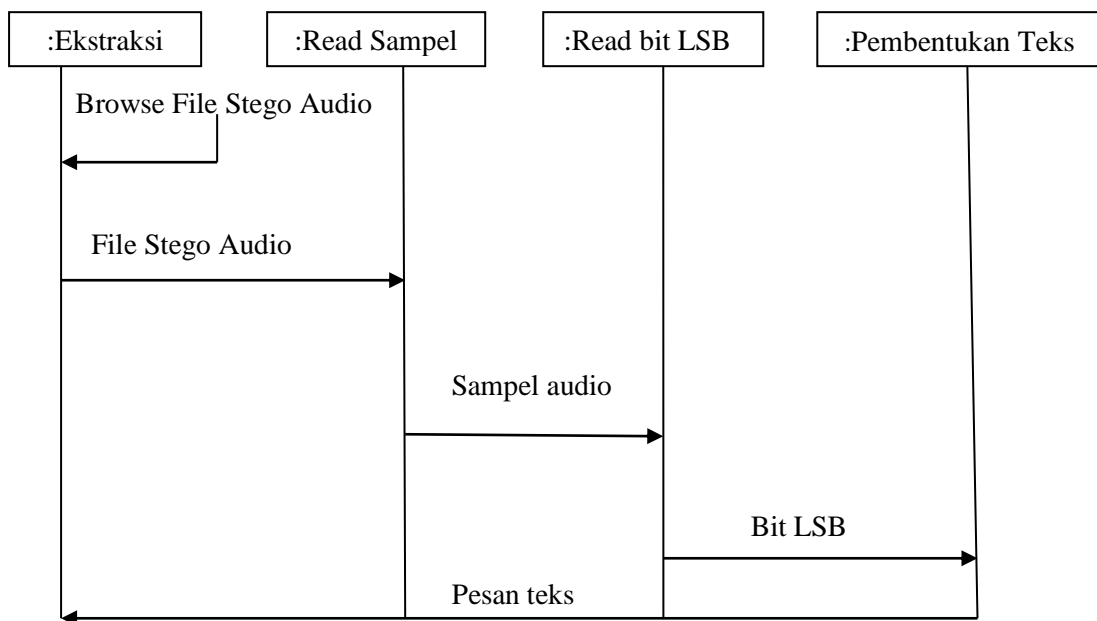 :Ekstraksi
:Read Sampel
:Read bit LSB
:Pembentukan Teks
Browse File Stego Audio
File Stego Audio
Sampel audio
Bit LSB
Pesan teks